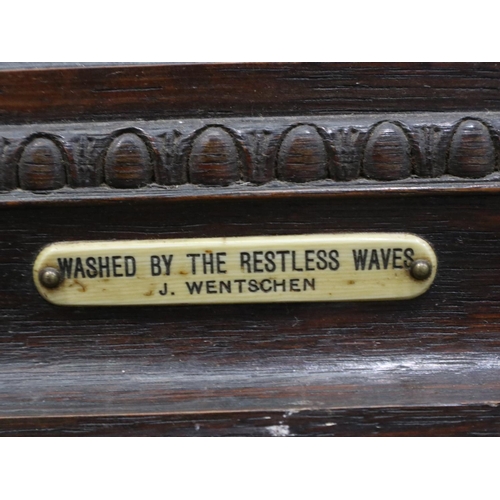 WASHED BY THE RESTLESS WAVES
J. WENTSCHEN